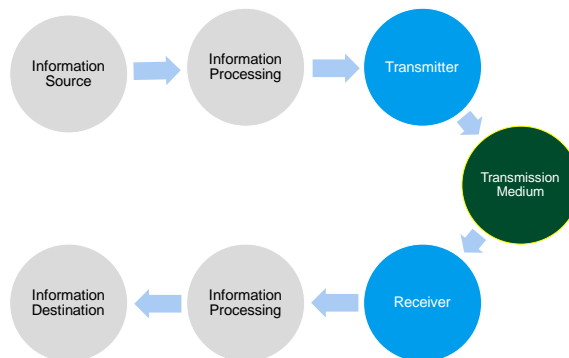 Information
Source
Information
Processing
Transmitter
Transmission
Medium
Receiver
Information
Processing
Information
Destination